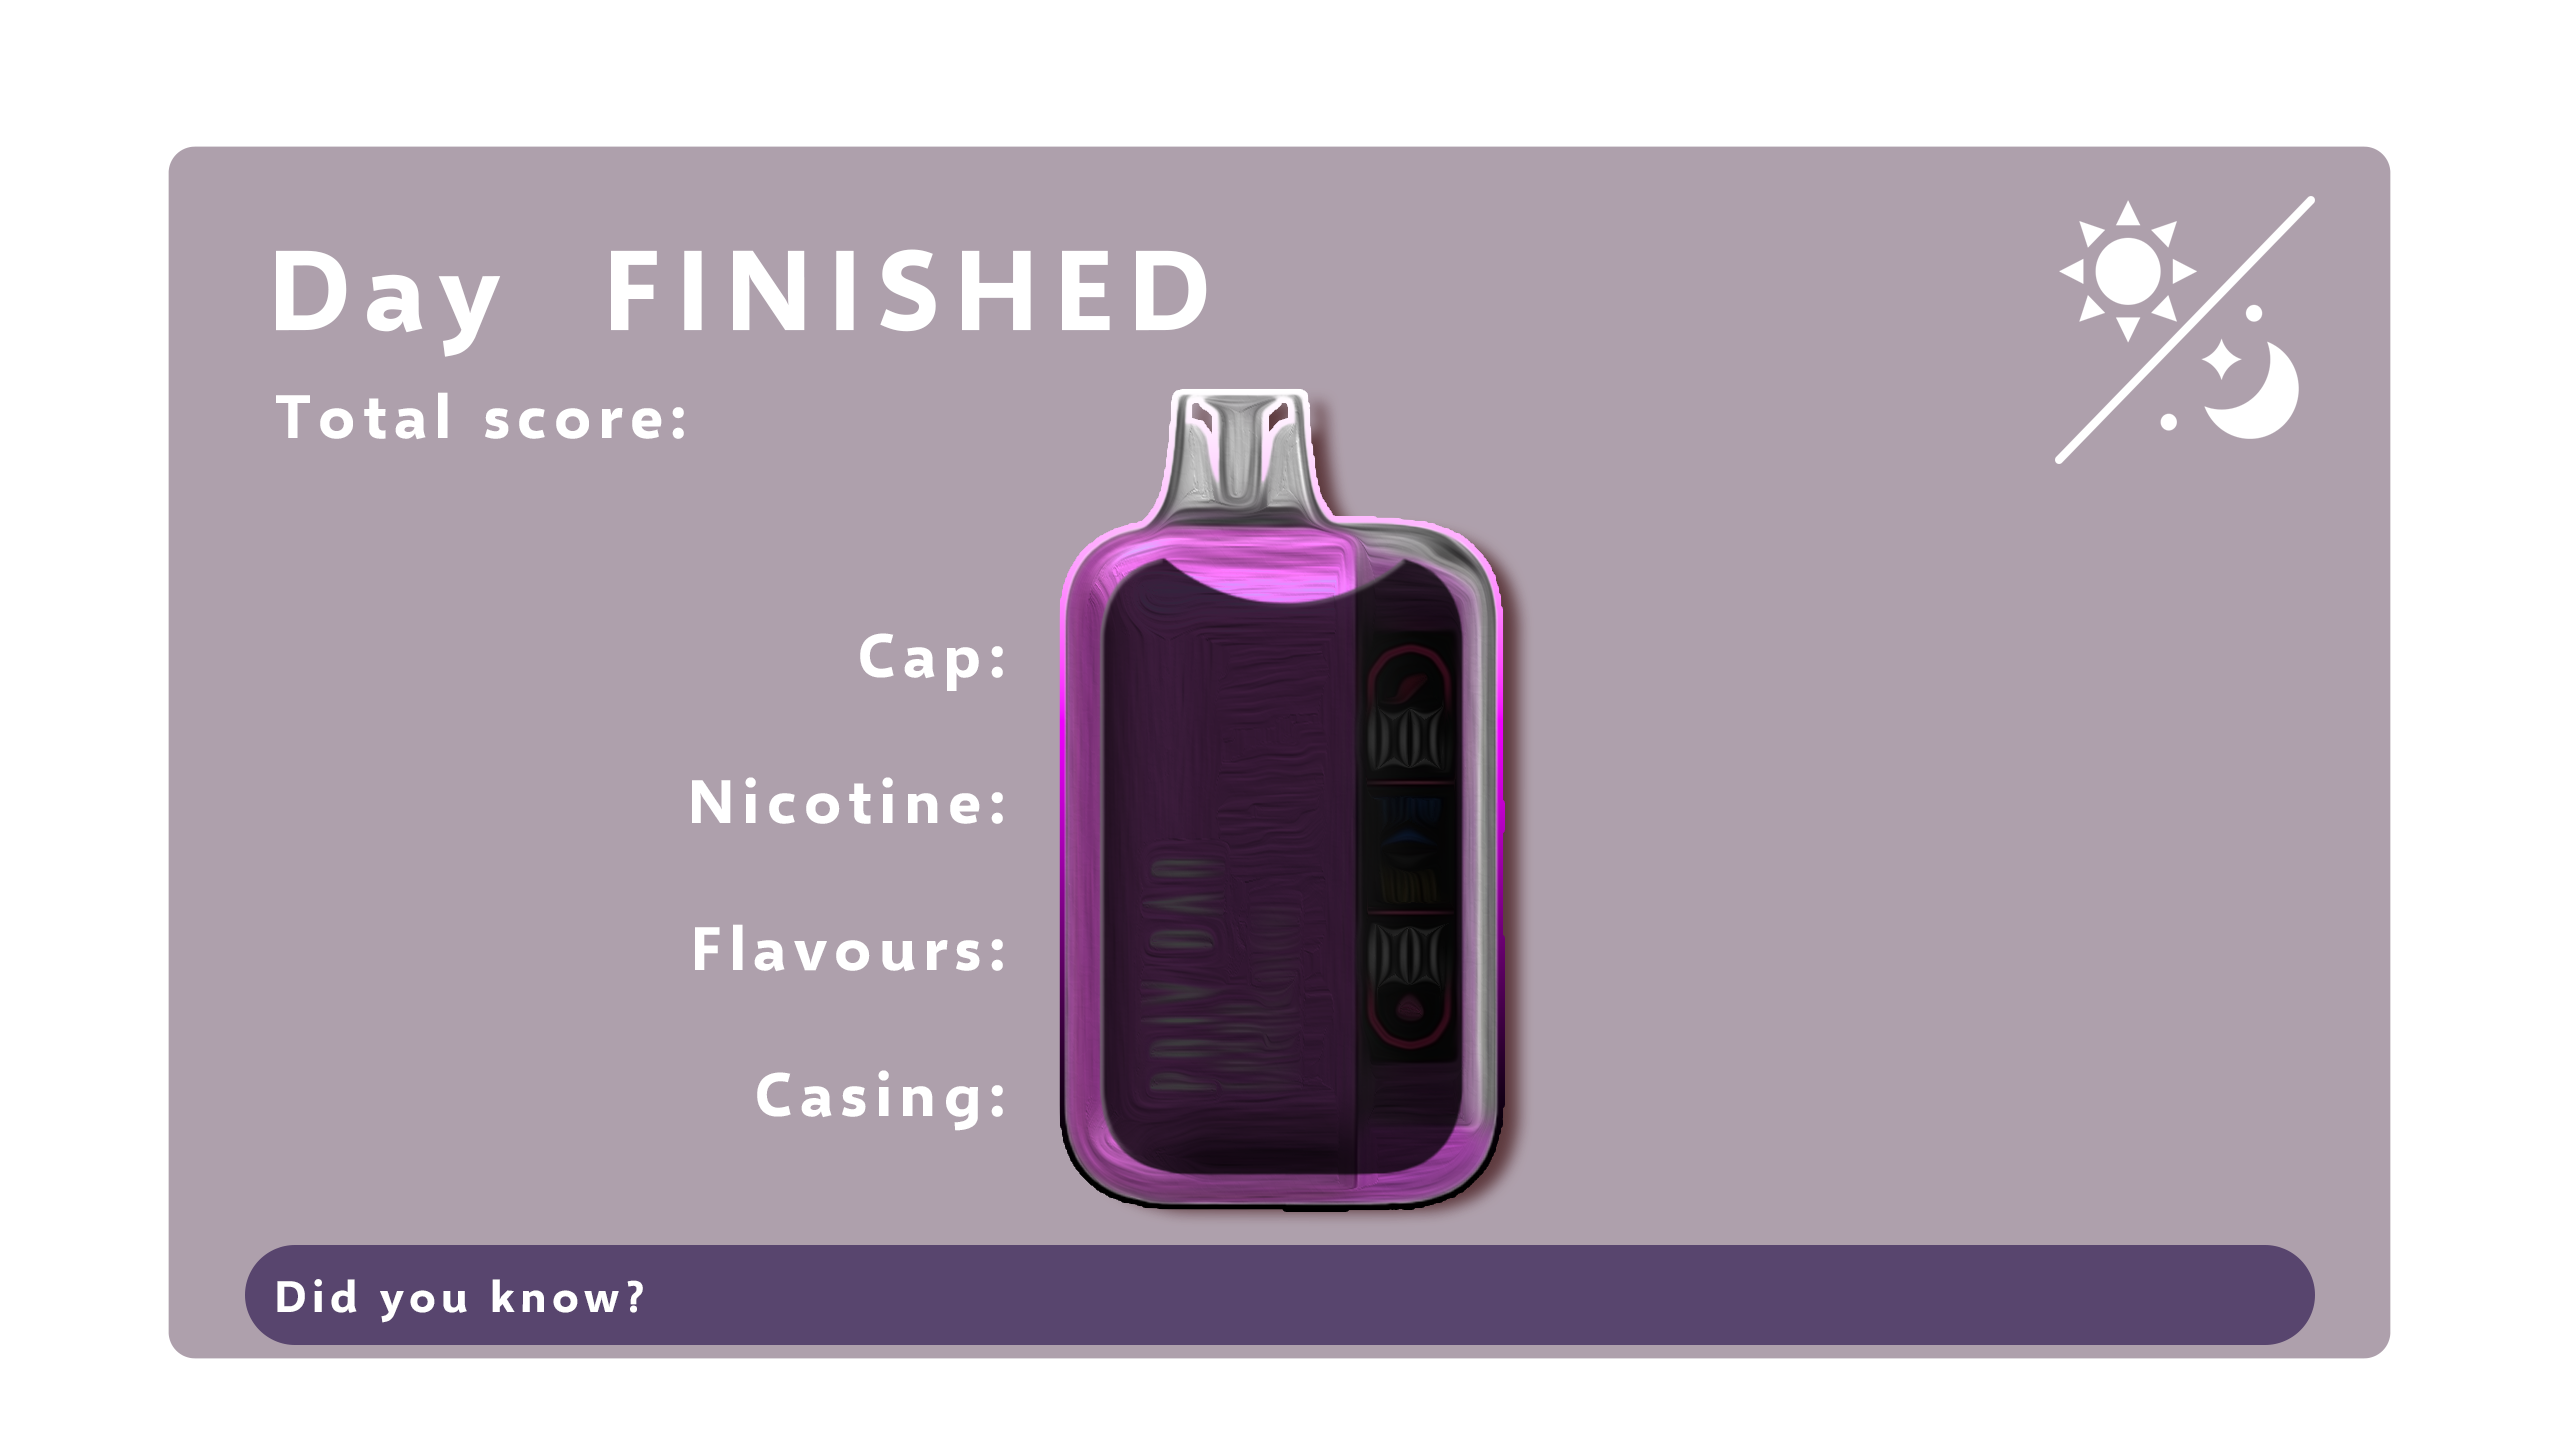 Day FINISHED
Total score:
Cap:
Nicotine:
Flavours:
Casing:
Did you know?